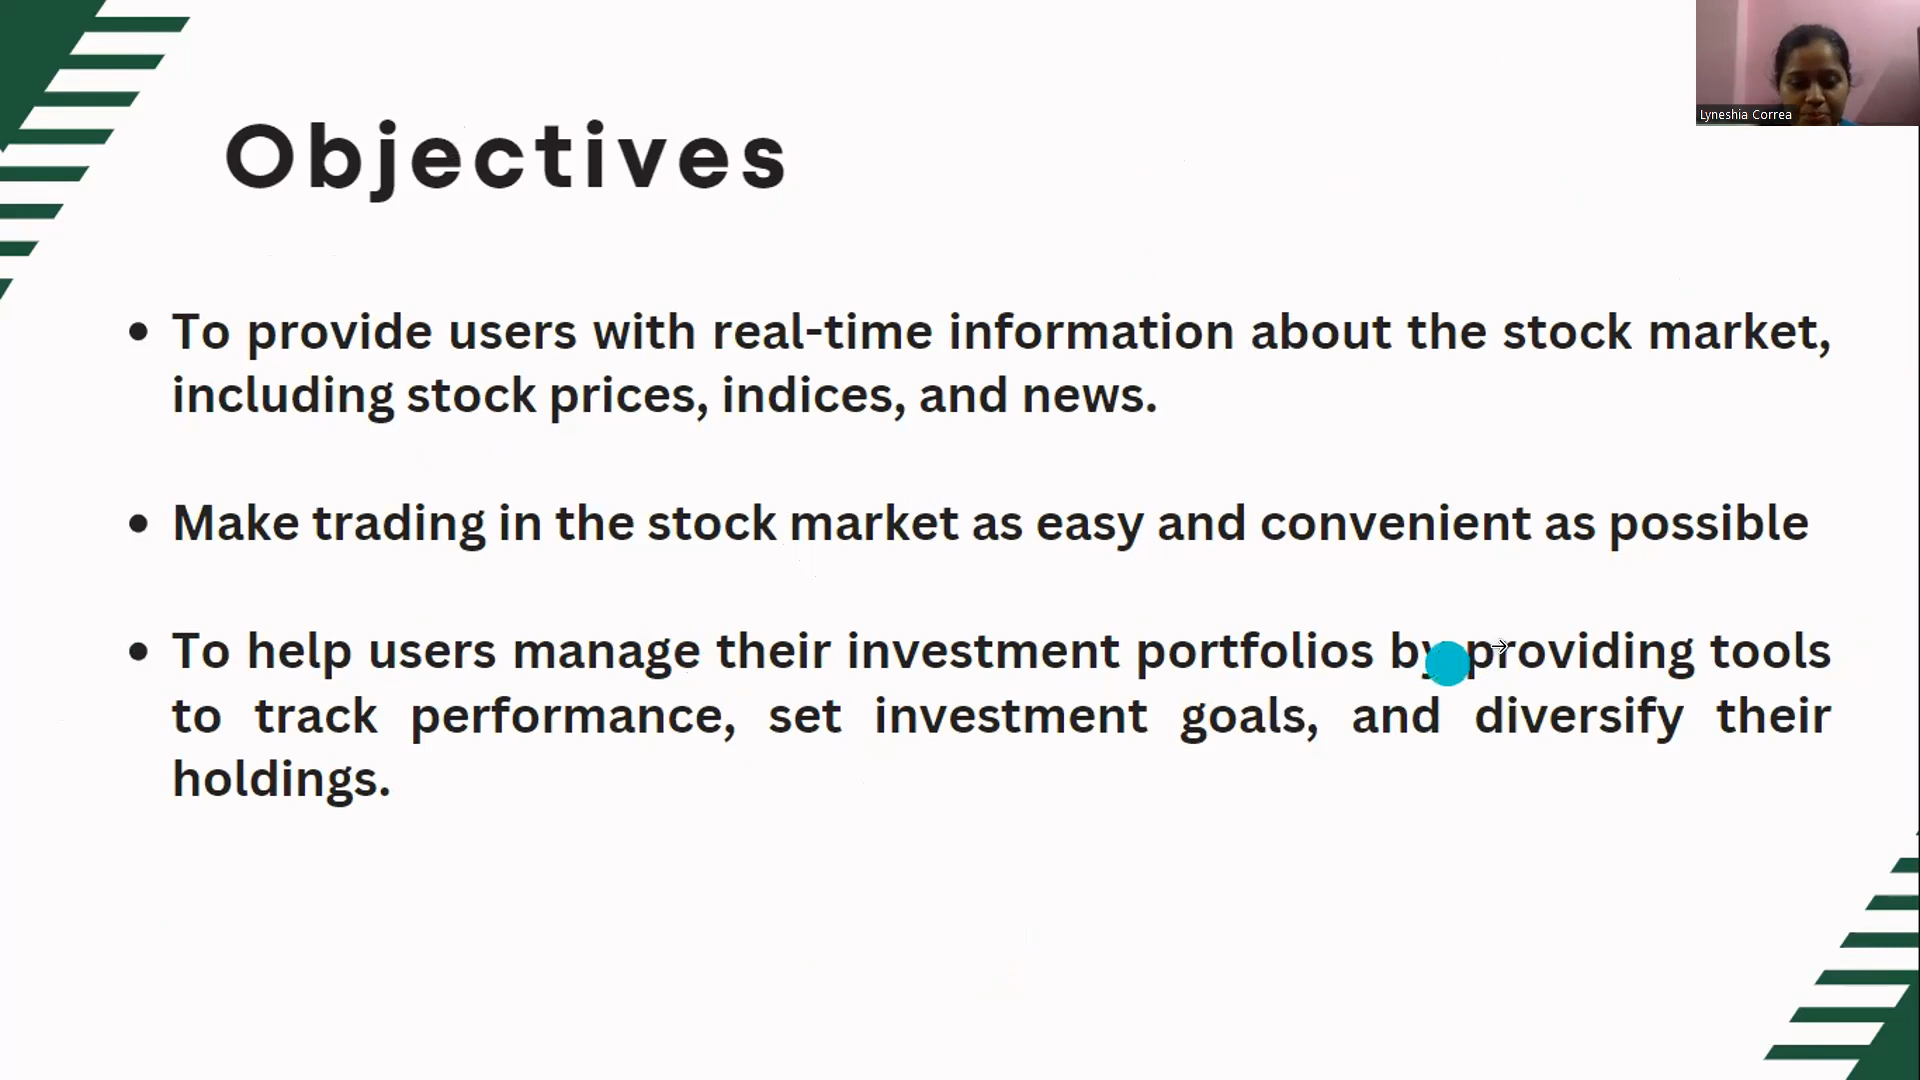 Lyneshia Correa
Objectives
• To provide users with real-time information about the stock market,
including stock prices, indices, and news.
• Make trading in the stock market as easy and convenient as possible
• To help users manage their investment portfolios by providing tools
to track performance, set investment goals, and diversify their
holdings.